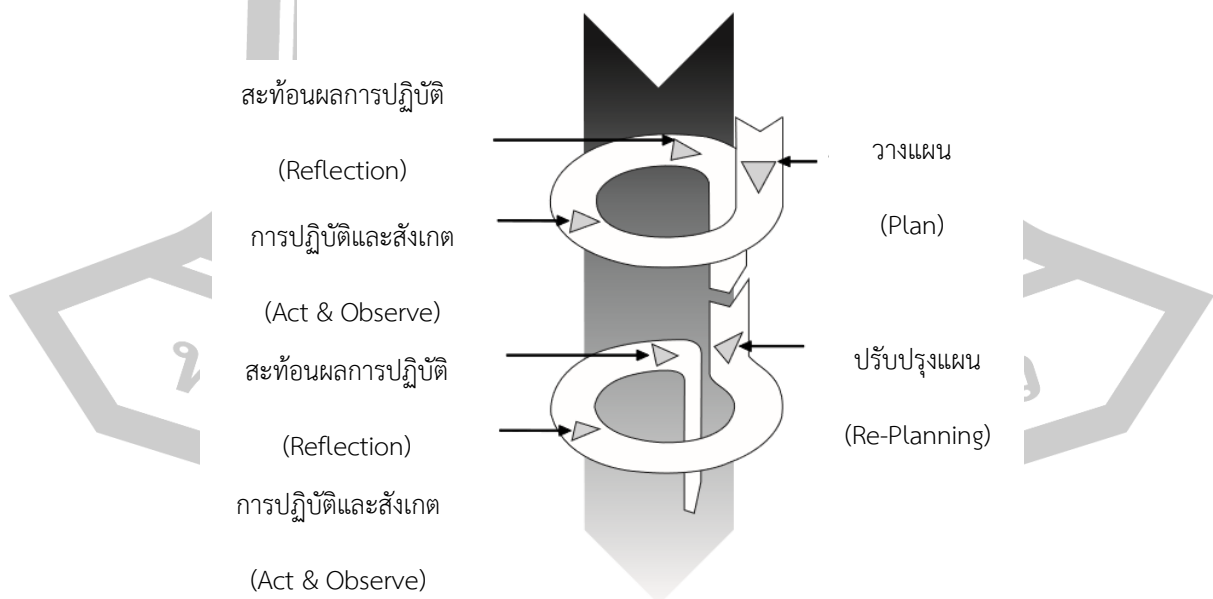 สะท้อนผลการปฏิบัติ
(Reflection)
การปฏิบัติและสังเกต
(Act & Observe)
สะท้อนผลการปฏิบัติ
(Reflection)
การปฏิบัติและสังเกต
(Act & Observe)
วางแผน
(Plan)
ปรับปรุงแผน
(Re-Planning)